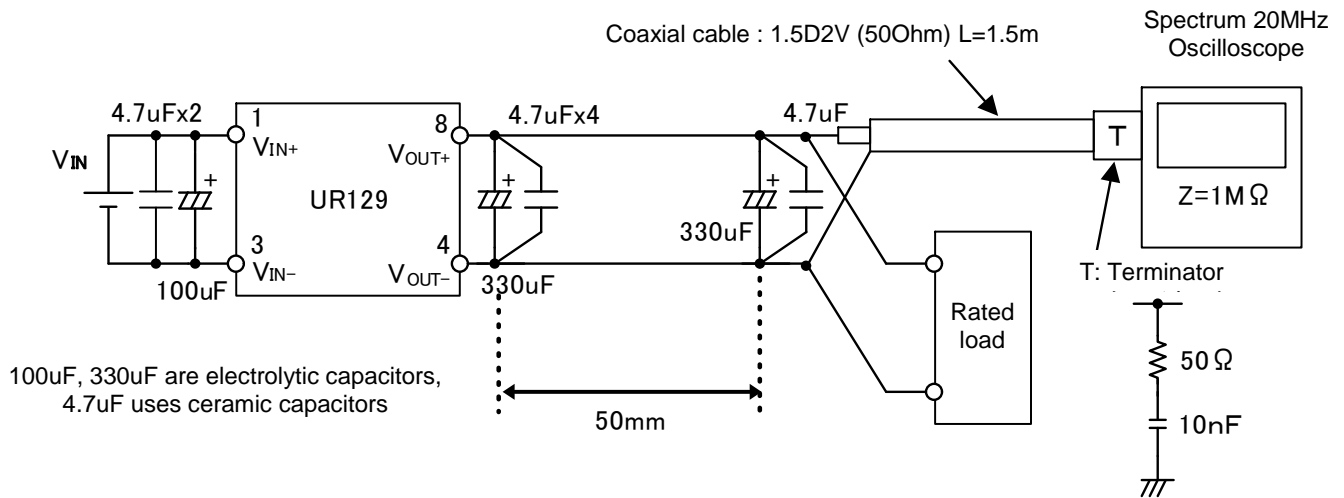 Coaxial cable : 1.5D2V (50Ohm) L=1.5m
Spectrum 20MHz
Oscilloscope
4.7uFx2
1
8
4.7uFx4
4.7uF
T
VIN
VIN+
VOUT+
+
+
+
UR129
Z=1MΩ
330uF
3
4
VIN-
VOUT-
100uF
330uF
T: Terminator
Rated
load
50Ω
100uF, 330uF are electrolytic capacitors,
4.7uF uses ceramic capacitors
50mm
10nF